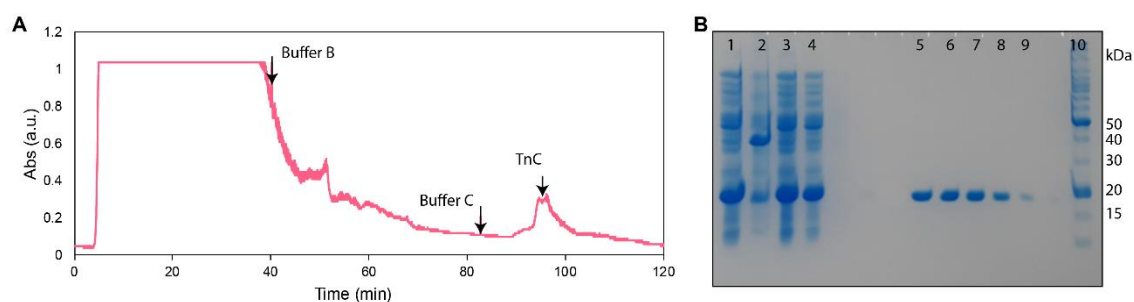 A
Abs (a.u.)
1.2
1
0.8
0.6
0.4
0.2
0
Buffer B
Buffer C
TnC
0 20 40 60 80 100 120
Time (min)
B
1 2 3 4 5 6 7 8 9 10
kDa
50
40
30
20
15